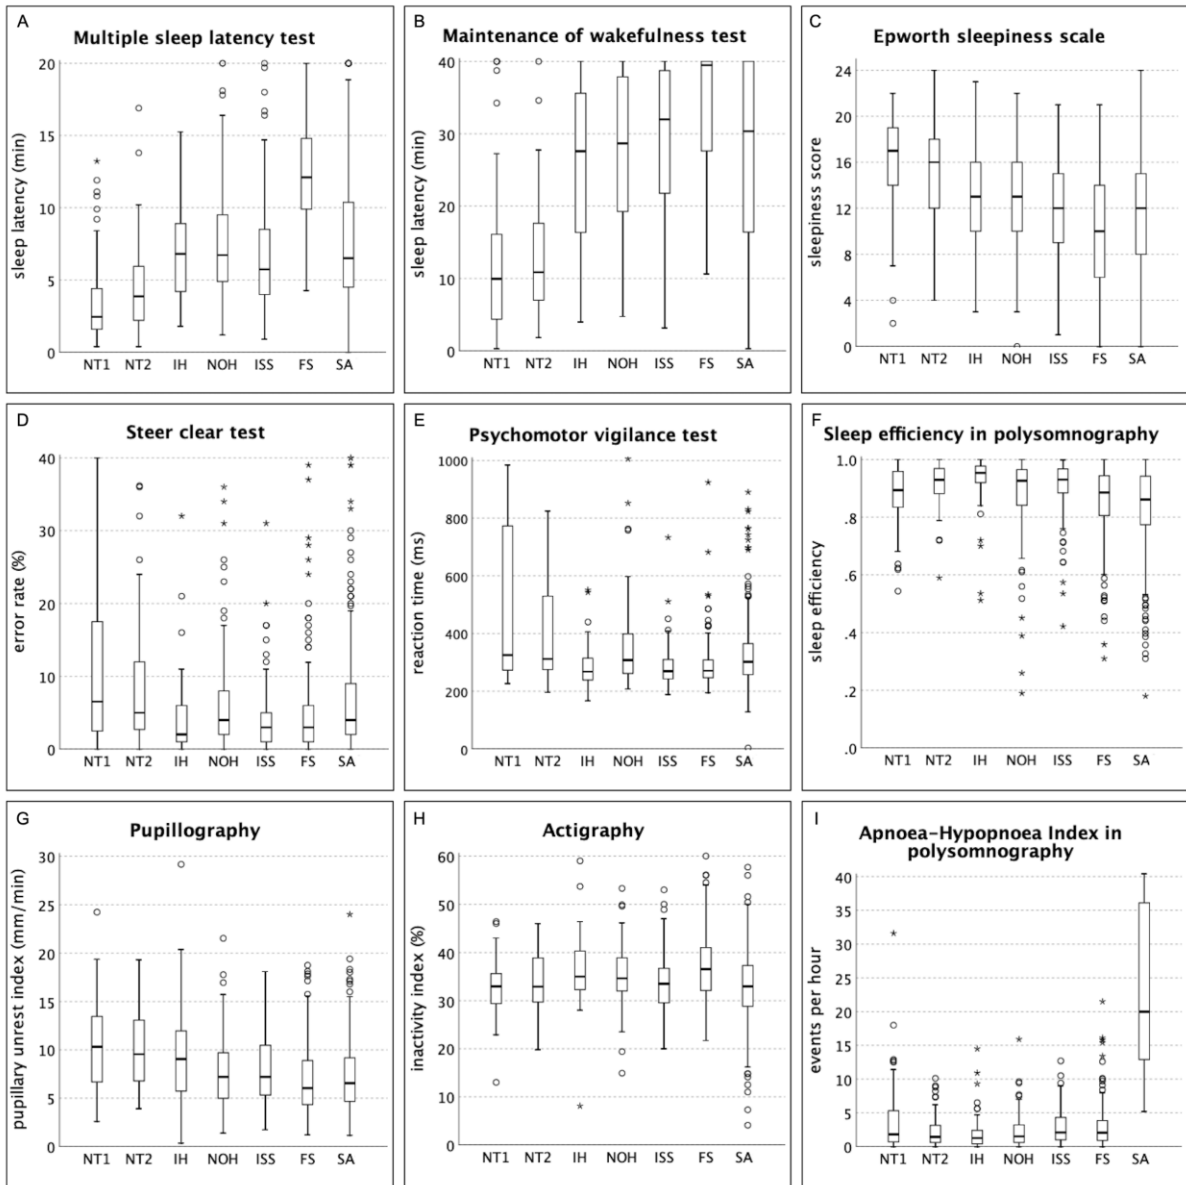 A
Multiple sleep latency test
sleep latency (min)
20
15
10
5
0
NT1 NT2 IH NOH ISS FS SA
B
Maintenance of wakefulness test
sleep latency (min)
40
30
20
10
0
NT1 NT2 IH NOH ISS FS SA
C
Epworth sleepiness scale
sleepiness score
24
20
16
12
8
4
0
NT1 NT2 IH NOH ISS FS SA
D
Steer clear test
error rate (%)
40
30
20
10
0
NT1 NT2 IH NOH ISS FS SA
E
Psychomotor vigilance test
reaction time (ms)
1000
800
600
400
200
0
NT1 NT2 IH NOH ISS FS SA
F
Sleep efficiency in polysomnography
sleep efficiency
1.0
.8
.6
.4
.2
.0
NT1 NT2 IH NOH ISS FS SA
G
Pupillography
pupillary unrest index (mm/min)
30
25
20
15
10
5
0
NT1 NT2 IH NOH ISS FS SA
H
Actigraphy
inactivity index (%)
60
50
40
30
20
10
0
NT1 NT2 IH NOH ISS FS SA
I
Apnoea-Hypopnoea Index in
polysomnography
events per hour
40
35
30
25
20
15
10
5
0
NT1 NT2 IH NOH ISS FS SA